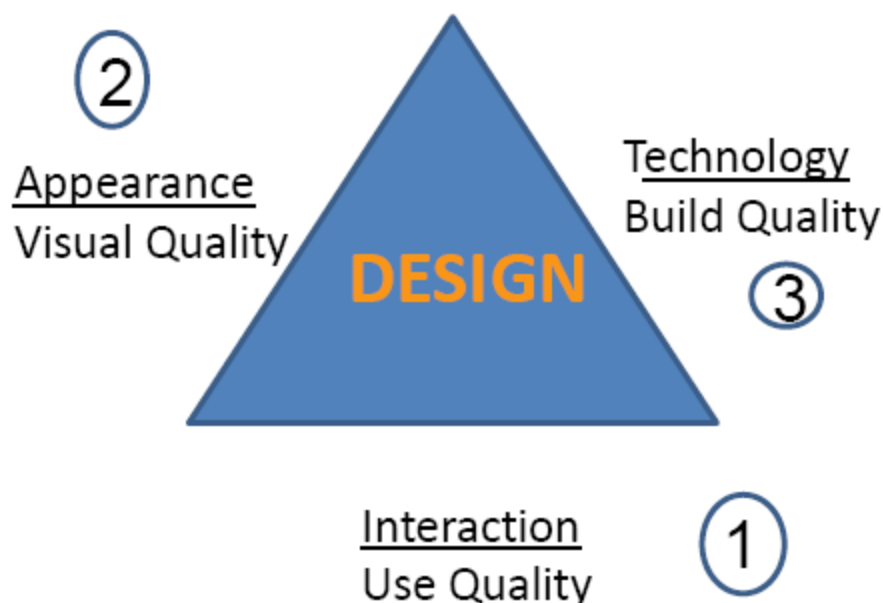 2
Appearance
Visual Quality
Technology
Build Quality
DESIGN
3
Interaction
Use Quality
1